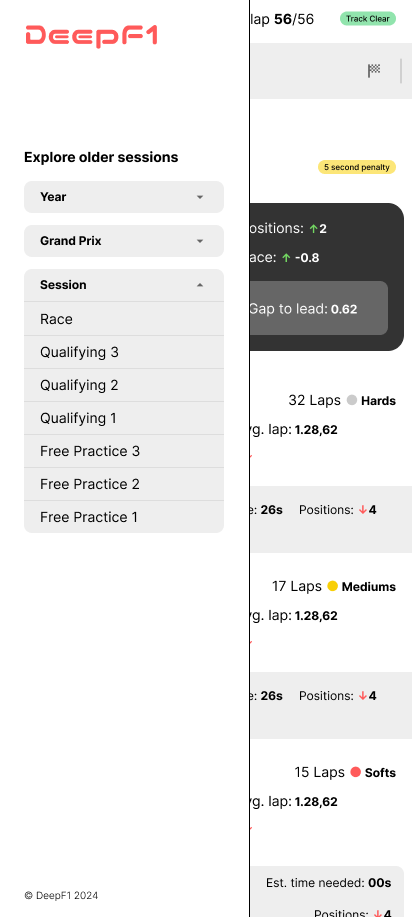 DeepF1
Explore older sessions
Year
Grand Prix
Session
Race
Qualifying 3
Qualifying 2
Qualifying 1
Free Practice 3
Free Practice 2
Free Practice 1
© DeepF1 2024
lap 56/56
Track Clear
5 second penalty
ositions: ↑2
ace: ↑ -0.8
Gap to lead: 0.62
32 Laps Hards
g. lap: 1.28,62
e: 26s Positions: ↓4
17 Laps Mediums
g. lap: 1.28,62
e: 26s Positions: ↓4
15 Laps Softs
g. lap: 1.28,62
Est. time needed: 00s
Positions: ↓4